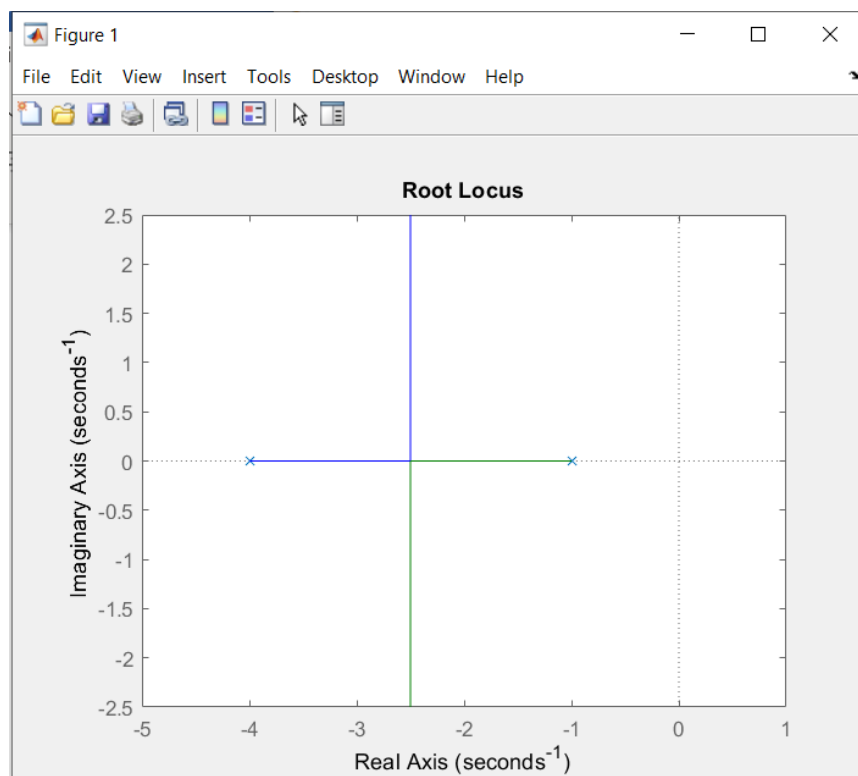 Figure 1
File Edit View Insert Tools Desktop Window Help
Root Locus
2.5
2
1.5
1
0.5
0
-0.5
-1
-1.5
-2
-2.5
Imaginary Axis (seconds⁻¹)
-5 -4 -3 -2 -1 0 1
Real Axis (seconds⁻¹)